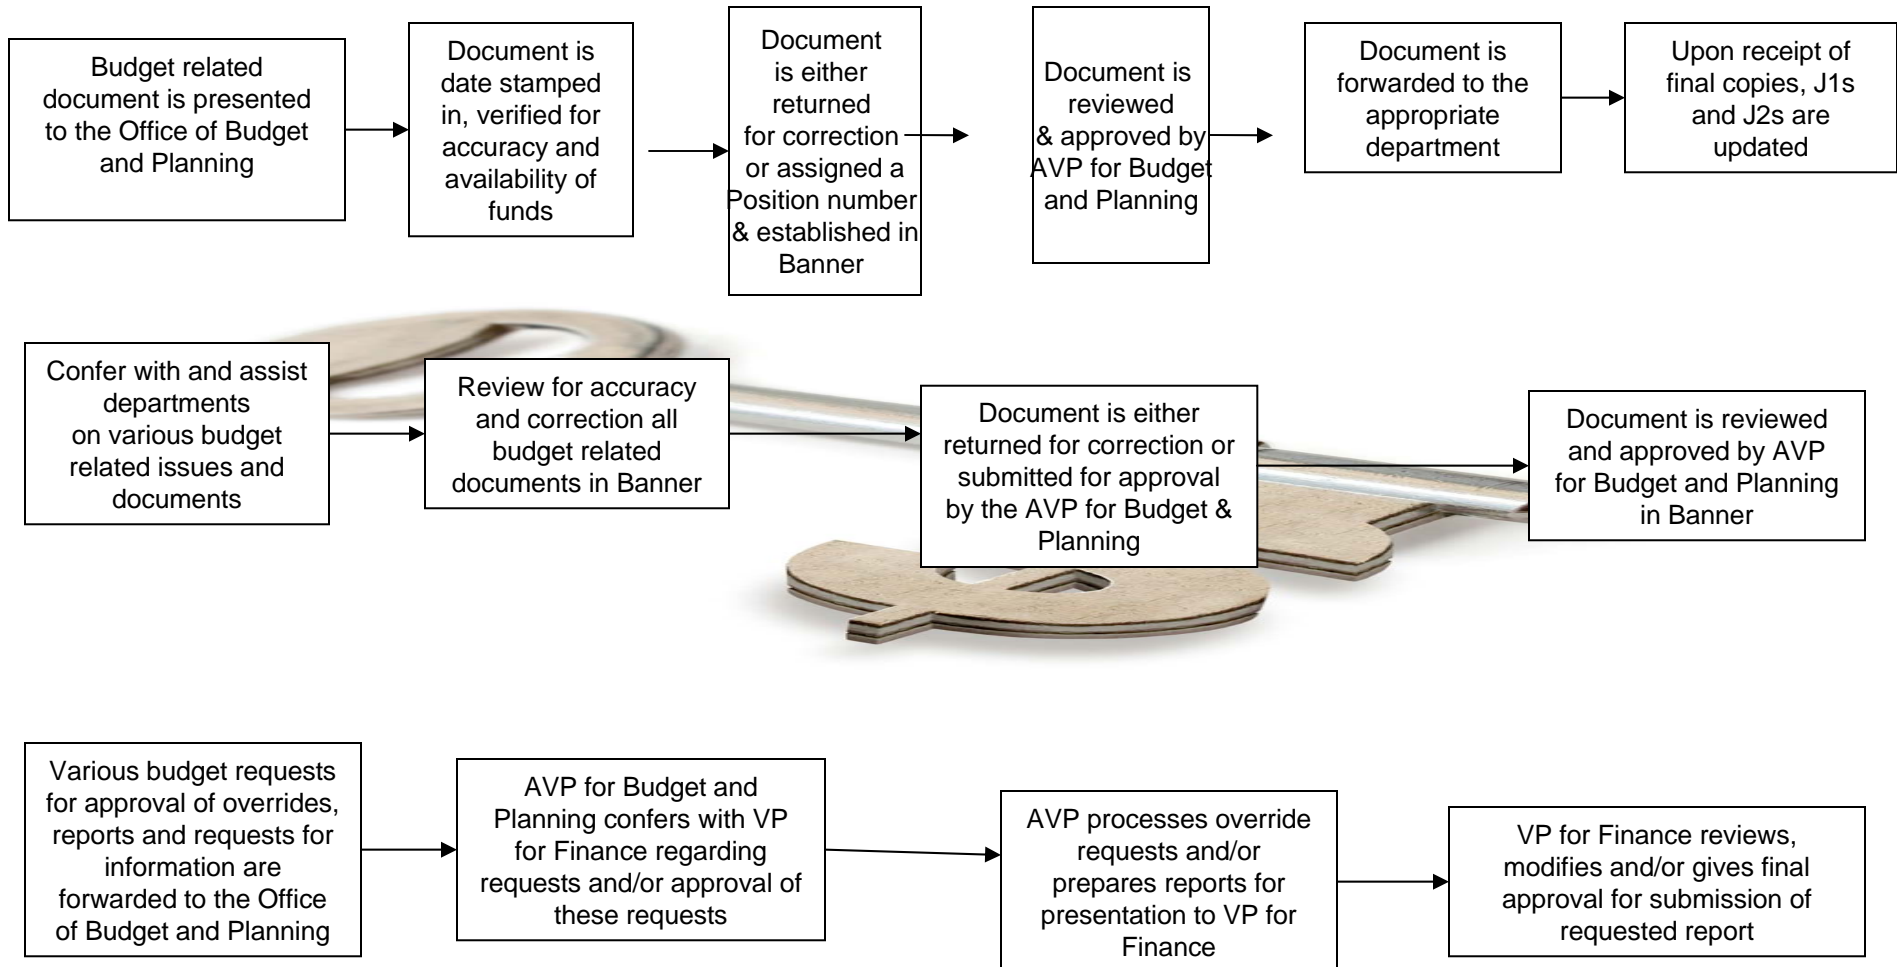 Budget related
document is presented
to the Office of Budget
and Planning
Document is
date stamped
in, verified for
accuracy and
availability of
funds
Document
is either
returned
for correction
or assigned a
Position number
& established in
Banner
Document is
reviewed
& approved by
AVP for Budget
and Planning
Document is
forwarded to the
appropriate
department
Upon receipt of
final copies, J1s
and J2s are
updated
Confer with and assist
departments
on various budget
related issues and
documents
Review for accuracy
and correction all
budget related
documents in Banner
Document is either
returned for correction or
submitted for approval
by the AVP for Budget &
Planning
Document is reviewed
and approved by AVP
for Budget and Planning
in Banner
Various budget requests
for approval of overrides,
reports and requests for
information are
forwarded to the Office
of Budget and Planning
AVP for Budget and
Planning confers with VP
for Finance regarding
requests and/or approval of
these requests
AVP processes override
requests and/or
prepares reports for
presentation to VP for
Finance
VP for Finance reviews,
modifies and/or gives final
approval for submission of
requested report